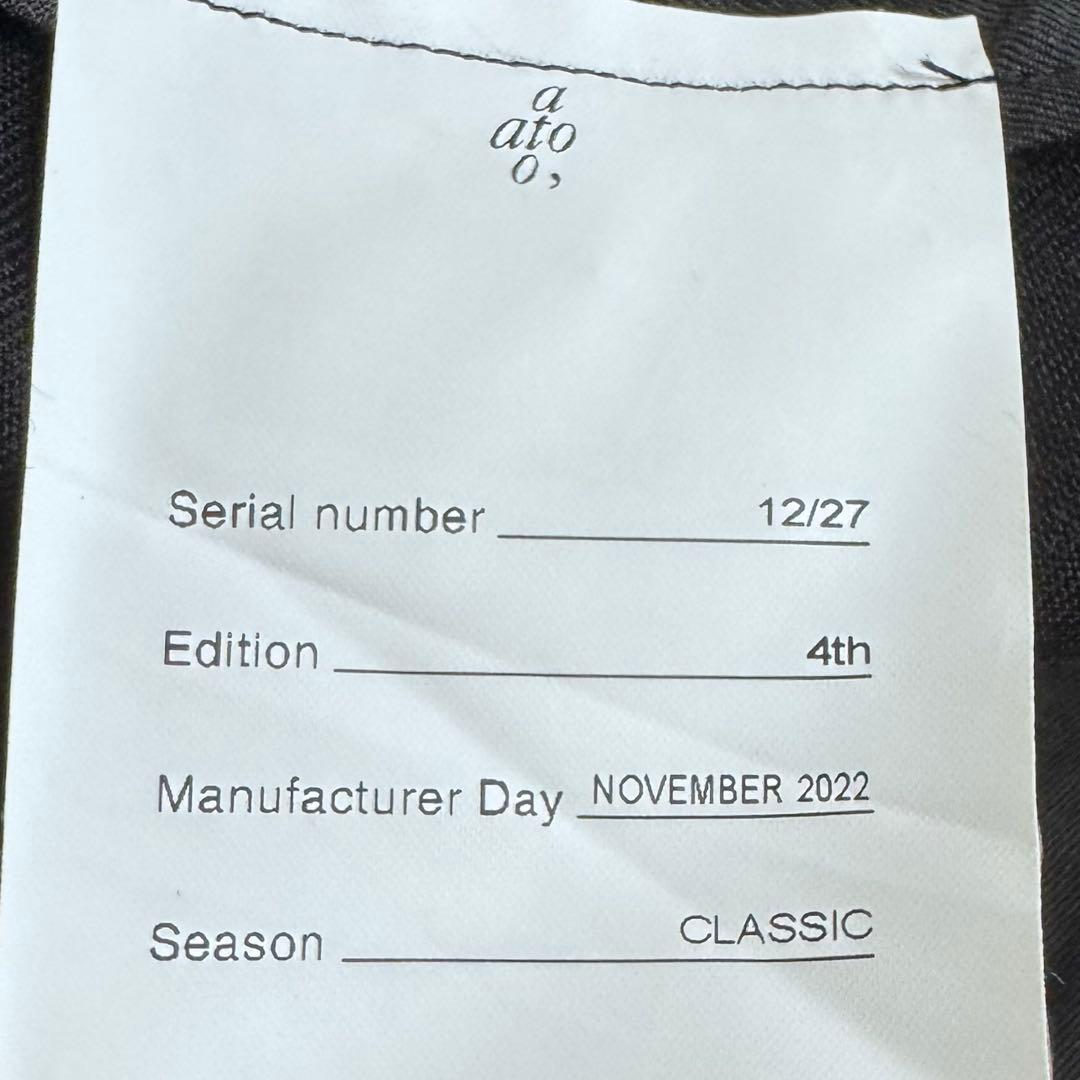 a
ato
o,
Serial number 12/27
Edition 4th
Manufacturer Day NOVEMBER 2022
Season CLASSIC